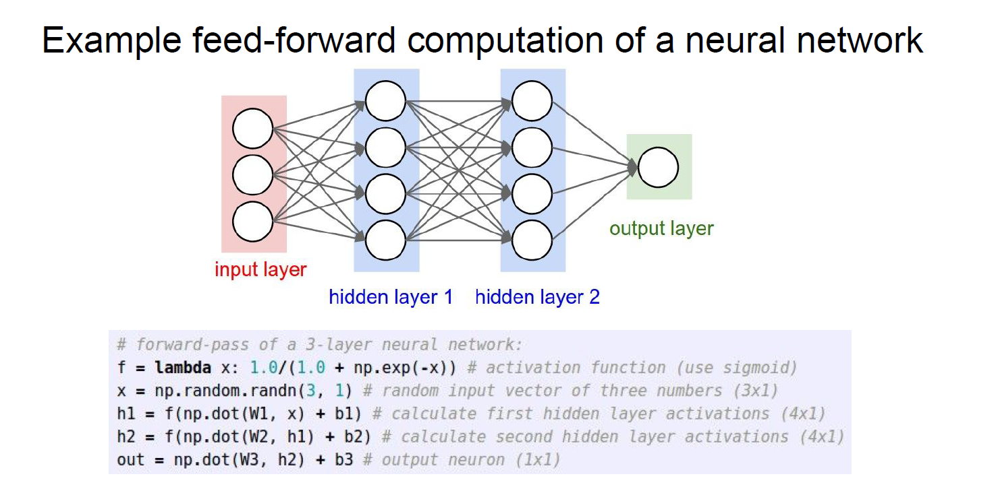 Example feed-forward computation of a neural network
input layer
hidden layer 1
hidden layer 2
output layer
# forward-pass of a 3-layer neural network:
f = lambda x: 1.0/(1.0 + np.exp(-x)) # activation function (use sigmoid)
x = np.random.randn(3, 1) # random input vector of three numbers (3x1)
h1 = f(np.dot(W1, x) + b1) # calculate first hidden layer activations (4x1)
h2 = f(np.dot(W2, h1) + b2) # calculate second hidden layer activations (4x1)
out = np.dot(W3, h2) + b3 # output neuron (1x1)